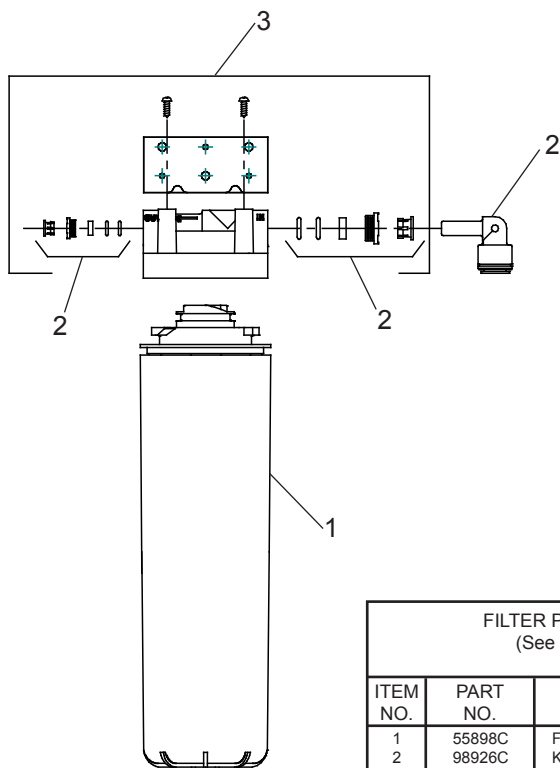 3
2
2
2
1
FILTER P
(See
ITEM PART
NO. NO.
1 55898C F
2 98926C K